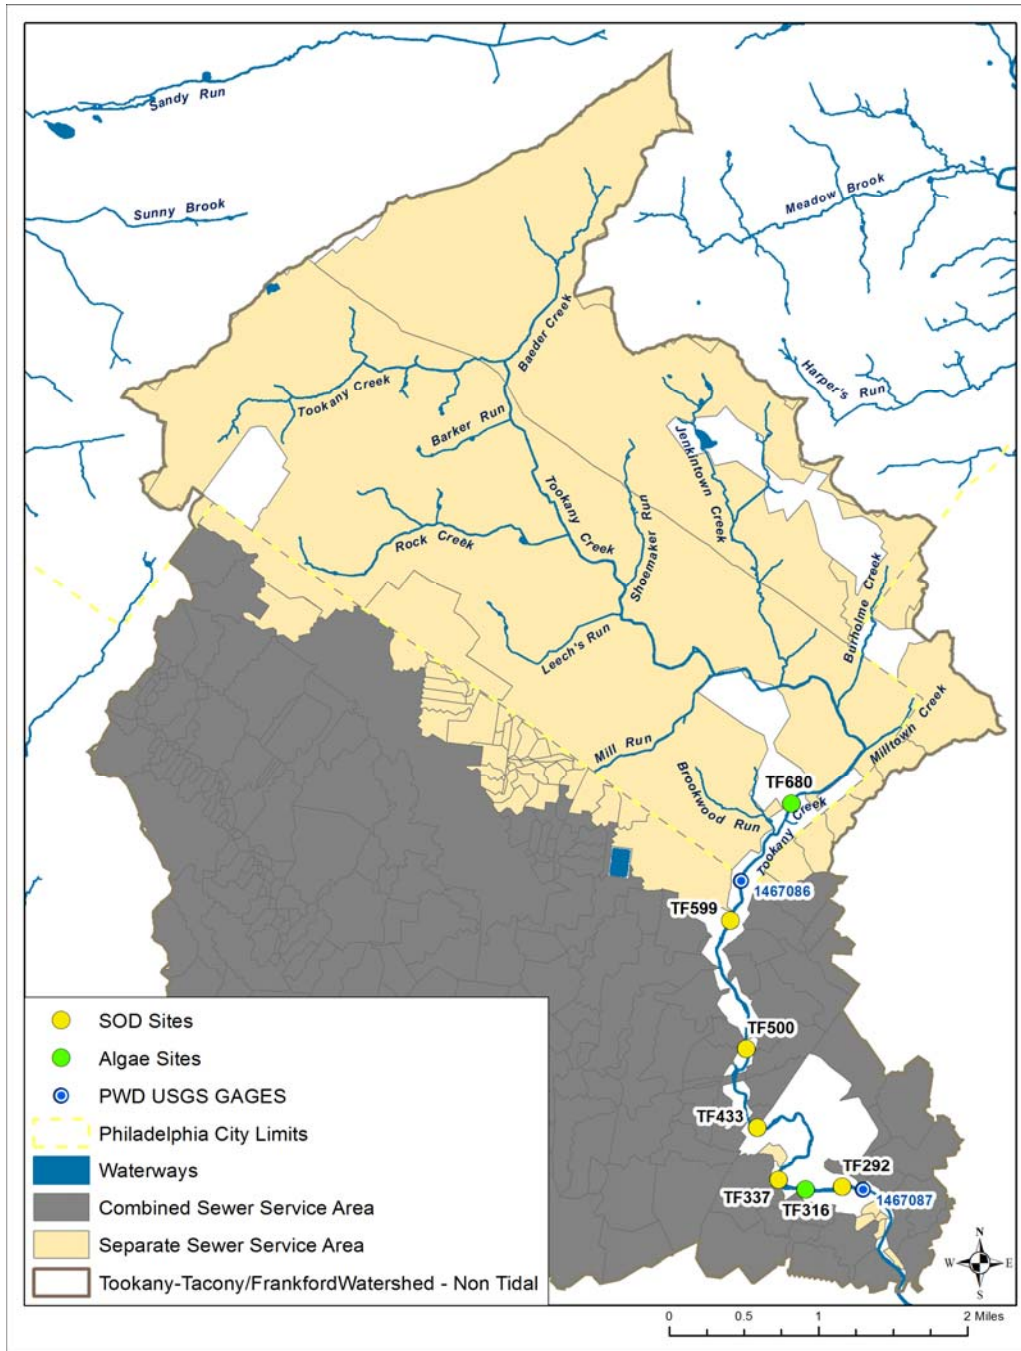 Sandy Run
Sunny Brook
Meadow Brook
Baeder Creek
Harper's Run
Tookany Creek
Barker Run
Jenkintown Creek
Tookany Creek
Shoemaker Run
Rock Creek
Burholme Creek
Leech's Run
Milltown Creek
Mill Run
Brookwood Run
TF680
Tookany Creek
1467086
TF599
TF500
TF433
TF292
TF337
TF316
1467087
SOD Sites
Algae Sites
PWD USGS GAGES
Philadelphia City Limits
Waterways
Combined Sewer Service Area
Separate Sewer Service Area
Tookany-Tacony/FrankfordWatershed - Non Tidal
N
W E
S
0 0.5 1 2 Miles